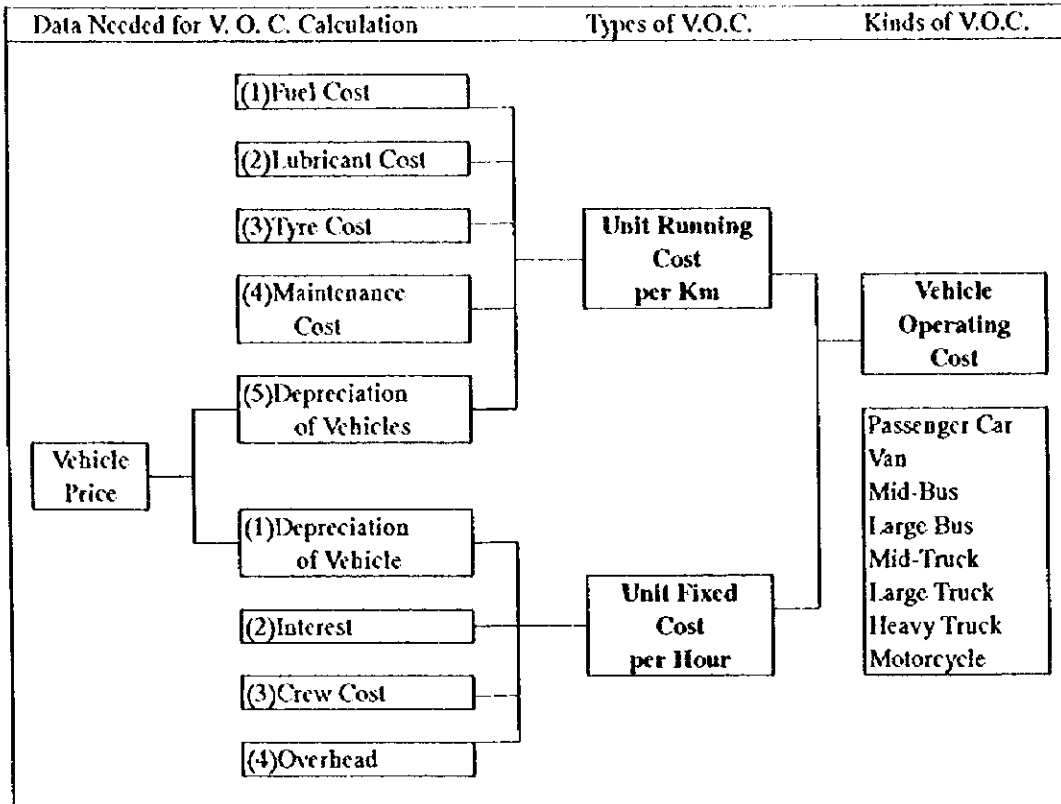 Data Needed for V. O. C. Calculation
Types of V.O.C.
Kinds of V.O.C.
(1)Fuel Cost
(2)Lubricant Cost
(3)Tyre Cost
(4)Maintenance
Cost
(5)Depreciation
of Vehicles
Vehicle
Price
(1)Depreciation
of Vehicle
(2)Interest
(3)Crew Cost
(4)Overhead
Unit Running
Cost
per Km
Unit Fixed
Cost
per Hour
Vehicle
Operating
Cost
Passenger Car
Van
Mid-Bus
Large Bus
Mid-Truck
Large Truck
Heavy Truck
Motorcycle